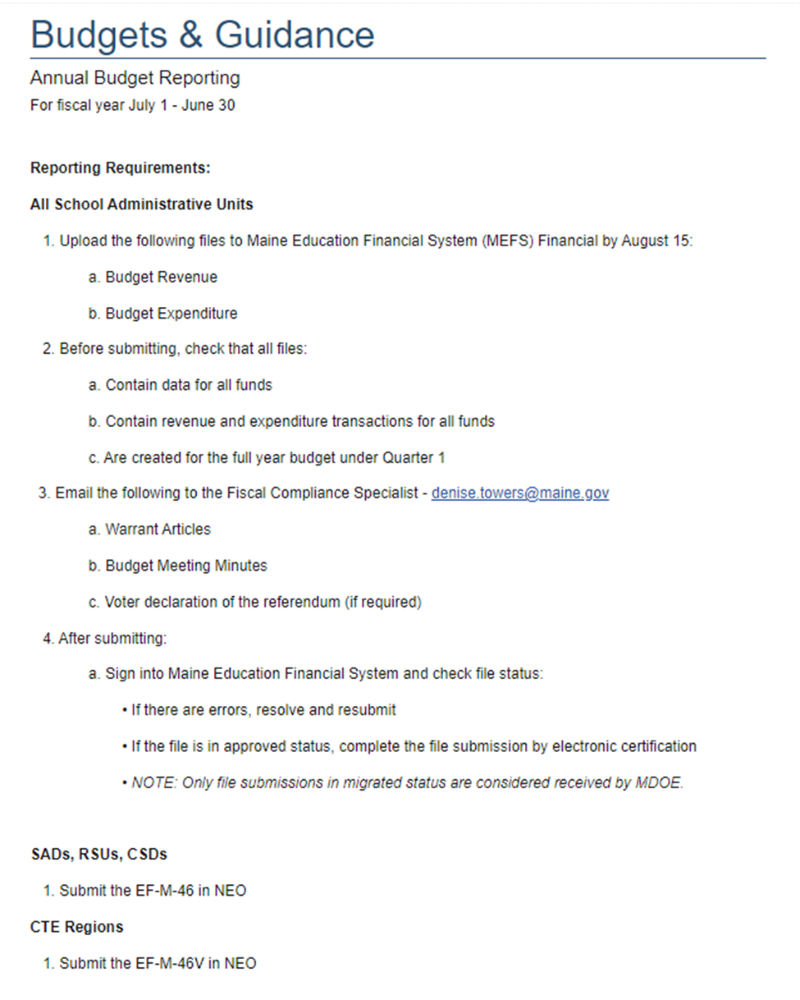 Budgets & Guidance
Annual Budget Reporting
For fiscal year July 1 - June 30
Reporting Requirements:
All School Administrative Units
1. Upload the following files to Maine Education Financial System (MEFS) Financial by August 15:
a. Budget Revenue
b. Budget Expenditure
2. Before submitting, check that all files:
a. Contain data for all funds
b. Contain revenue and expenditure transactions for all funds
c. Are created for the full year budget under Quarter 1
3. Email the following to the Fiscal Compliance Specialist - denise.towers@maine.gov
a. Warrant Articles
b. Budget Meeting Minutes
c. Voter declaration of the referendum (if required)
4. After submitting:
a. Sign into Maine Education Financial System and check file status:
• If there are errors, resolve and resubmit
• If the file is in approved status, complete the file submission by electronic certification
• NOTE: Only file submissions in migrated status are considered received by MDOE.
SADs, RSUs, CSDs
1. Submit the EF-M-46 in NEO
CTE Regions
1. Submit the EF-M-46V in NEO